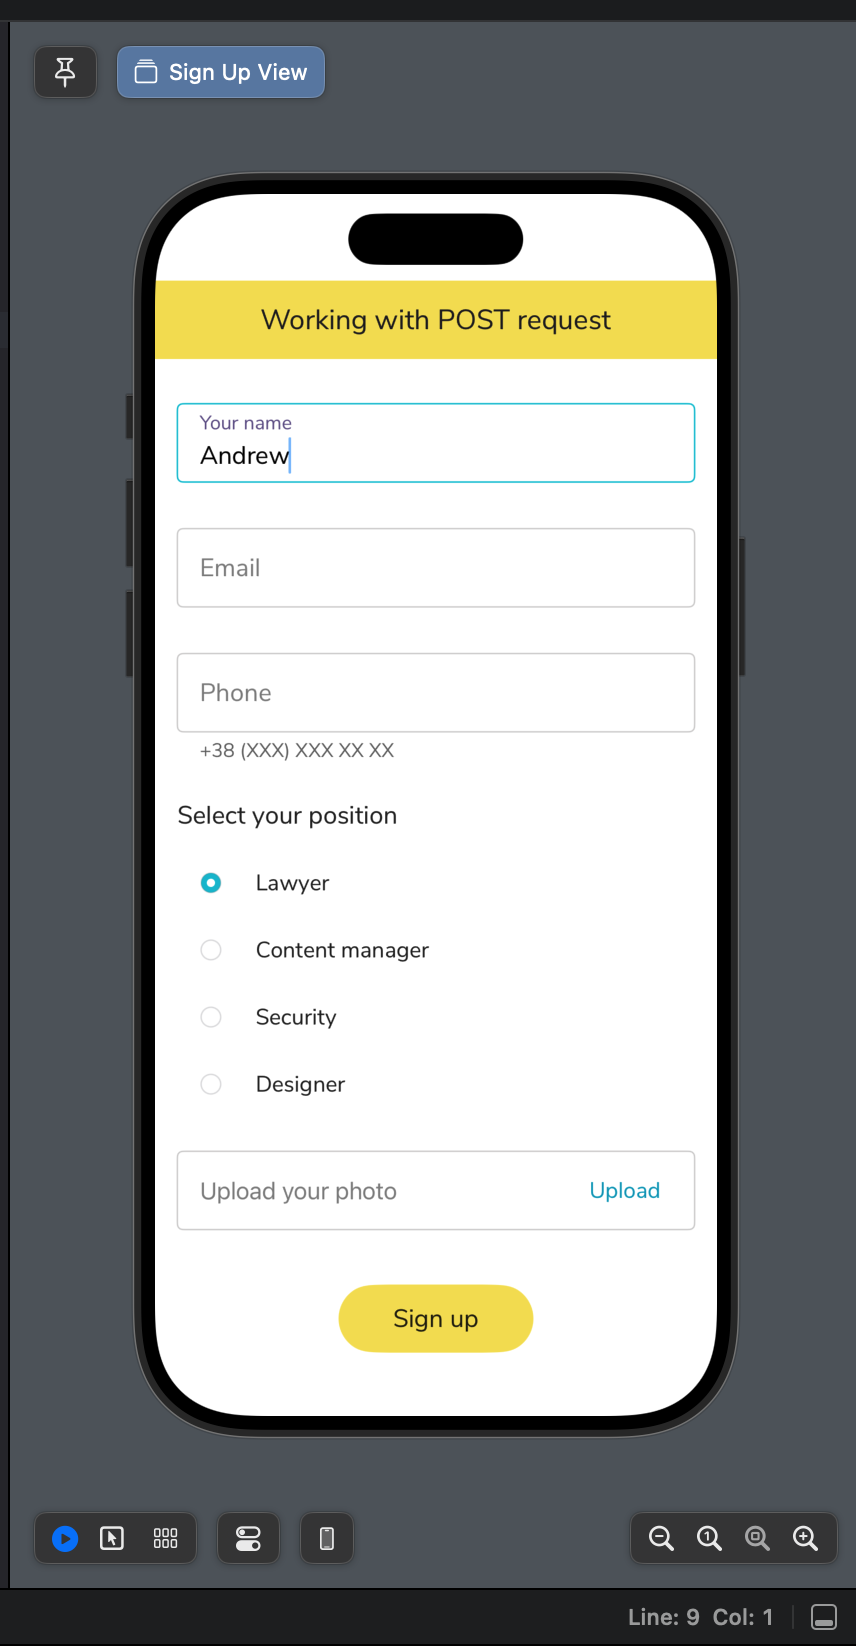 Sign Up View
Working with POST request
Your name
Andrew
Email
Phone
+38 (XXX) XXX XX XX
Select your position
Lawyer
Content manager
Security
Designer
Upload your photo Upload
Sign up
1
Line: 9 Col: 1